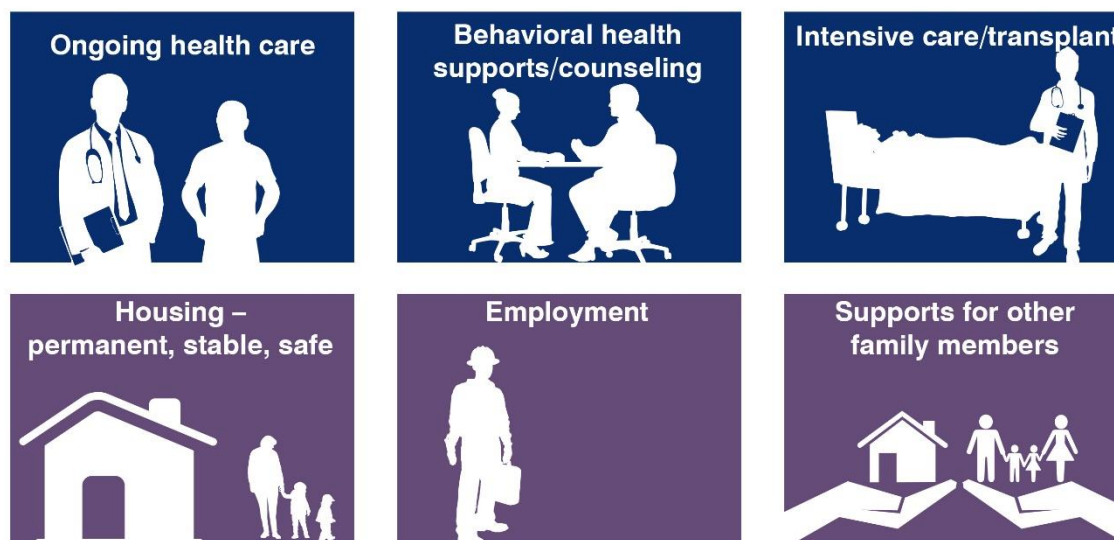 Ongoing health care
Behavioral health
supports/counseling
Intensive care/transplant
Housing –
permanent, stable, safe
Employment
Supports for other
family members